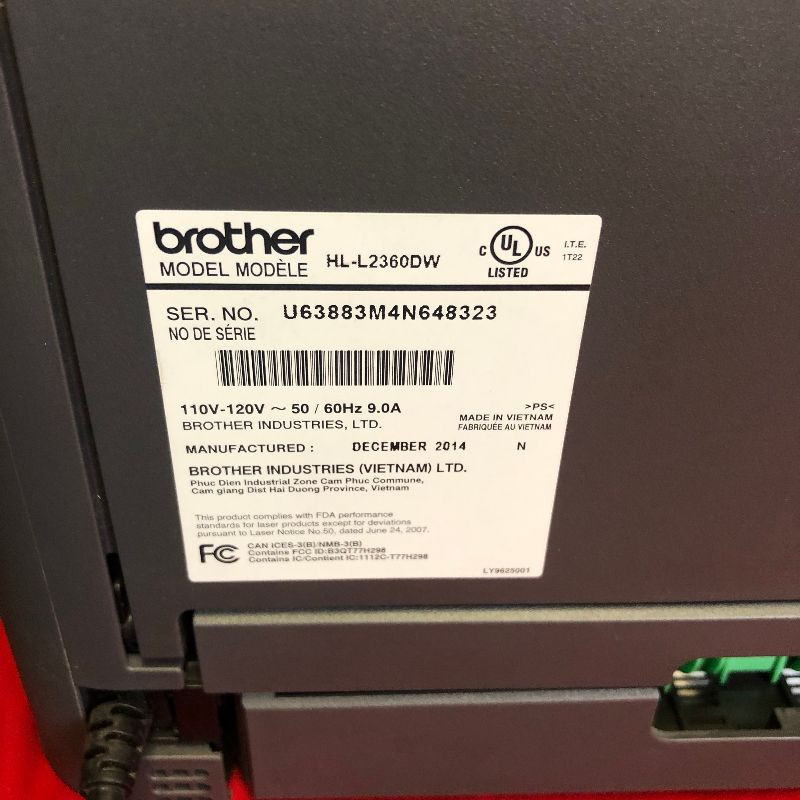 brother
MODEL MODÈLE HL-L2360DW
C UL US
LISTED
I.T.E.
1T22
SER. NO. U63883M4N648323
NO DE SÉRIE
110V-120V ~ 50 / 60Hz 9.0A
>PS<
BROTHER INDUSTRIES, LTD.
MADE IN VIETNAM
FABRIQUÉE AU VIETNAM
MANUFACTURED : DECEMBER 2014 N
BROTHER INDUSTRIES (VIETNAM) LTD.
Phuc Dien Industrial Zone Cam Phuc Commune,
Cam giang Dist Hai Duong Province, Vietnam
This product complies with FDA performance
standards for laser products except for deviations
pursuant to Laser Notice No.50, dated June 24, 2007.
FC
CAN ICES-3(B)/NMB-3(B)
Contains FCC ID:B3QT77H298
Contains IC/Contient IC:1112C-T77H298
LY9625001